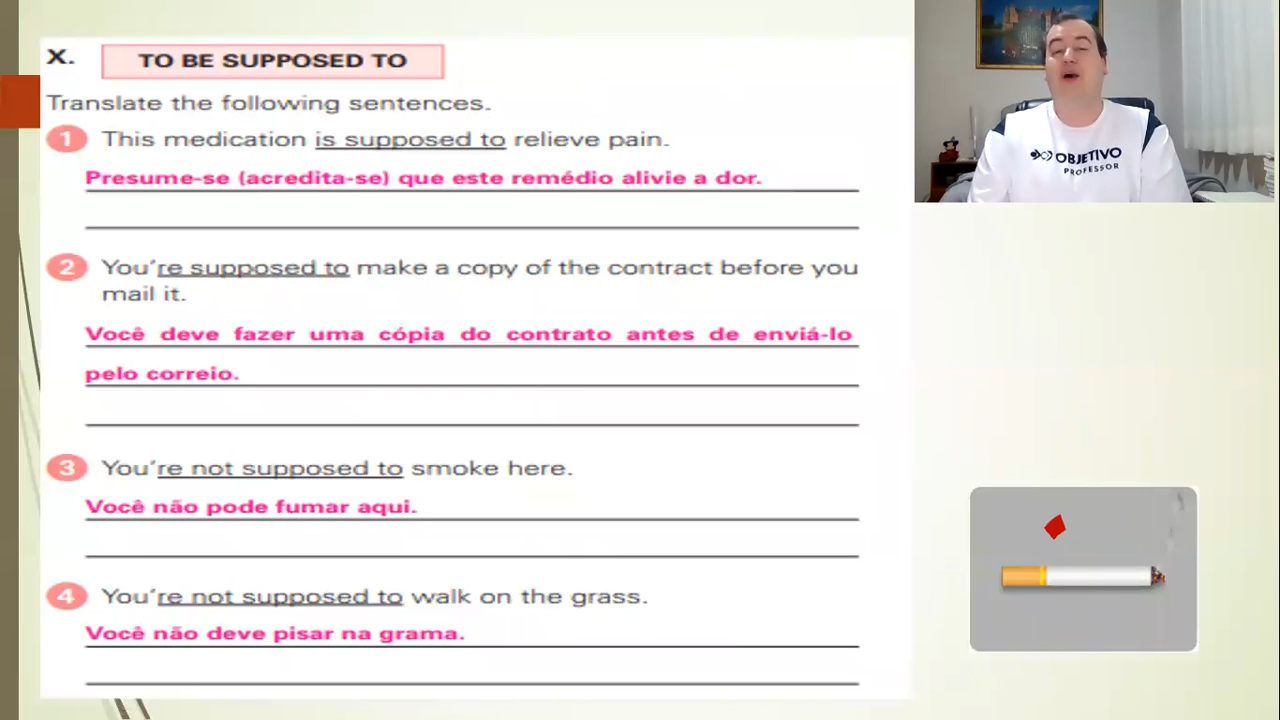 X. TO BE SUPPOSED TO
Translate the following sentences.
1 This medication is supposed to relieve pain.
Presume-se (acredita-se) que este remédio alivie a dor.
2 You're supposed to make a copy of the contract before you
mail it.
Você deve fazer uma cópia do contrato antes de enviá-lo
pelo correio.
3 You're not supposed to smoke here.
Você não pode fumar aqui.
4 You're not supposed to walk on the grass.
Você não deve pisar na grama.
OBJETIVO
PROFESSOR